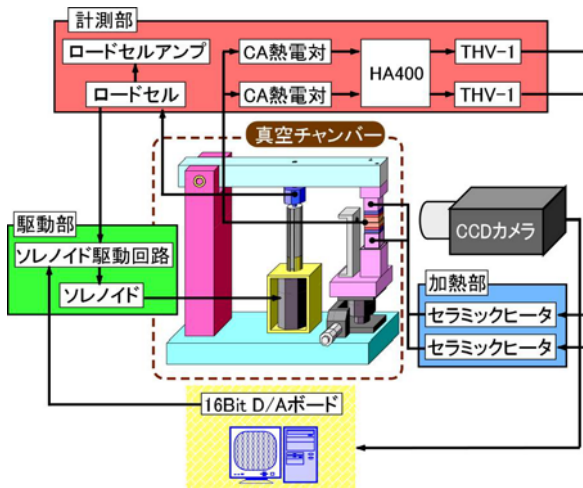 計測部
ロードセルアンプ
CA熱電対
HA400
THV-1
ロードセル
CA熱電対
THV-1
真空チャンバー
CCDカメラ
駆動部
ソレノイド駆動回路
ソレノイド
加熱部
セラミックヒータ
セラミックヒータ
16Bit D/Aボード